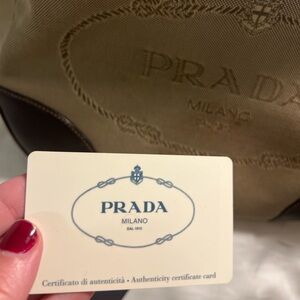 PRADA
MILANO
PRADA
MILANO
DAL 1913
Certificato di autenticità • Authenticity certificate card